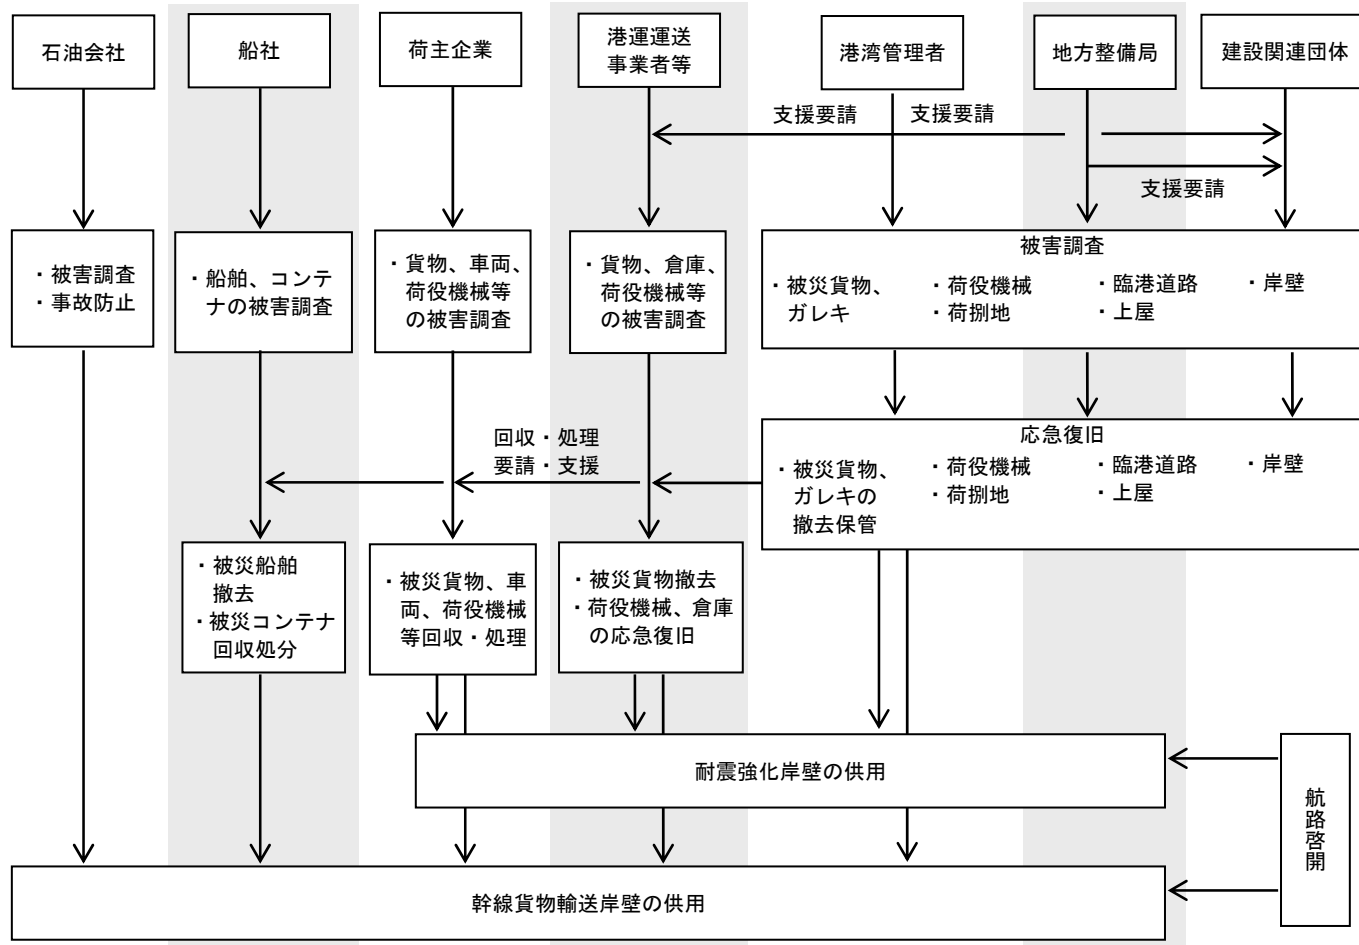 石油会社
船社
荷主企業
港運運送
事業者等
港湾管理者
地方整備局
建設関連団体
支援要請
支援要請
支援要請
・被害調査
・事故防止
・船舶、コンテ
ナの被害調査
・貨物、車両、
荷役機械等
の被害調査
・貨物、倉庫、
荷役機械等
の被害調査
被害調査
・被災貨物、
ガレキ
・荷役機械
・荷捌地
・臨港道路
・上屋
・岸壁
回収・処理
要請・支援
応急復旧
・被災貨物、
ガレキの
撤去保管
・荷役機械
・荷捌地
・臨港道路
・上屋
・岸壁
・被災船舶
撤去
・被災コンテナ
回収処分
・被災貨物、車
両、荷役機械
等回収・処理
・被災貨物撤去
・荷役機械、倉庫
の応急復旧
耐震強化岸壁の供用
航路啓開
幹線貨物輸送岸壁の供用